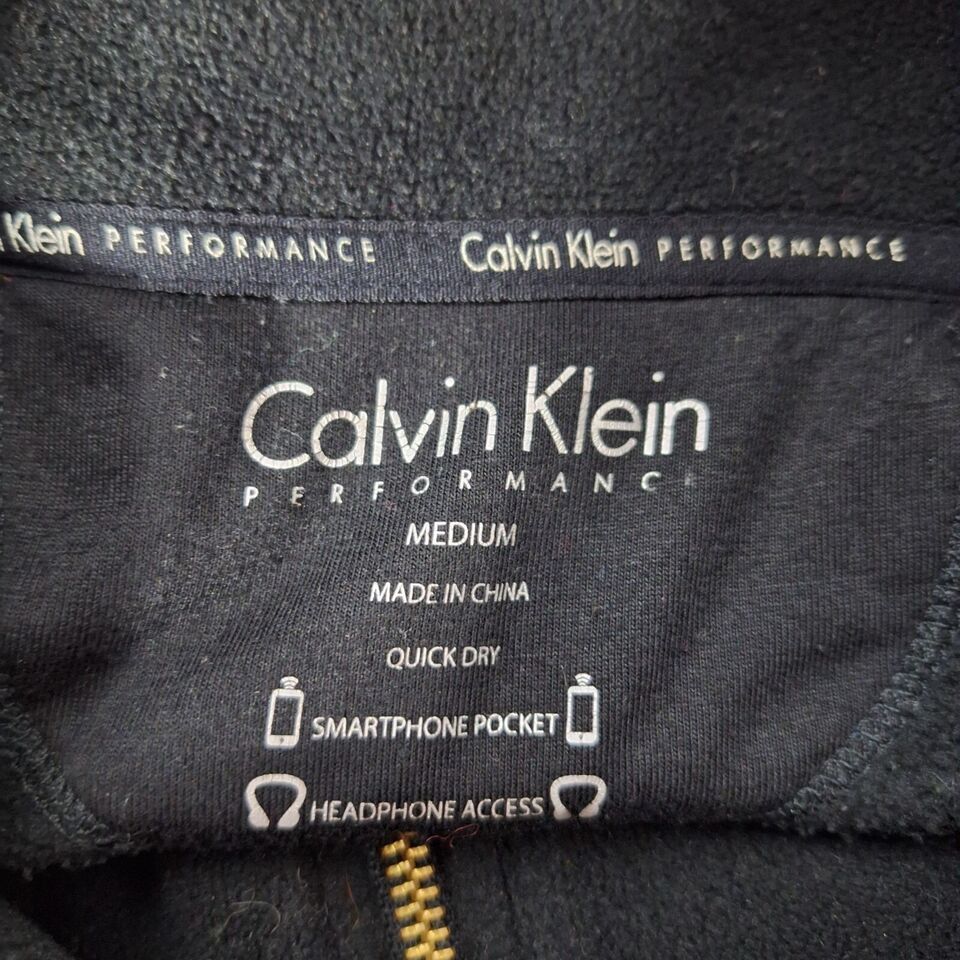 Klein PERFORMANCE Calvin Klein PERFORMANCE
Calvin Klein
PERFORMANCE
MEDIUM
MADE IN CHINA
QUICK DRY
SMARTPHONE POCKET
HEADPHONE ACCESS